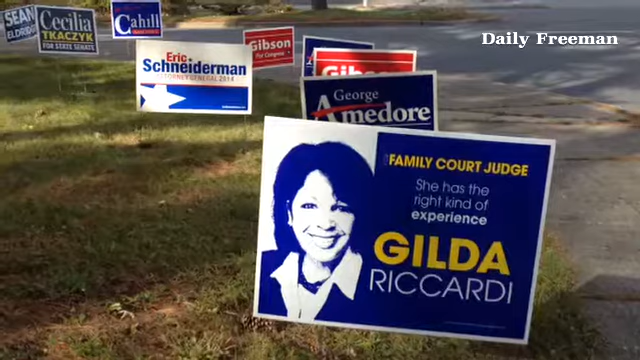 Daily Freeman
SEAN
ELDRIDGE
Cecilia
TKACZYK
FOR STATE SENATE
Cahill
Eric
Schneiderman
ATTORNEY GENERAL 2014
Gibson
For Congress
Gibson
George
Amedore
FAMILY COURT JUDGE
She has the
right kind of
experience
GILDA
RICCARDI